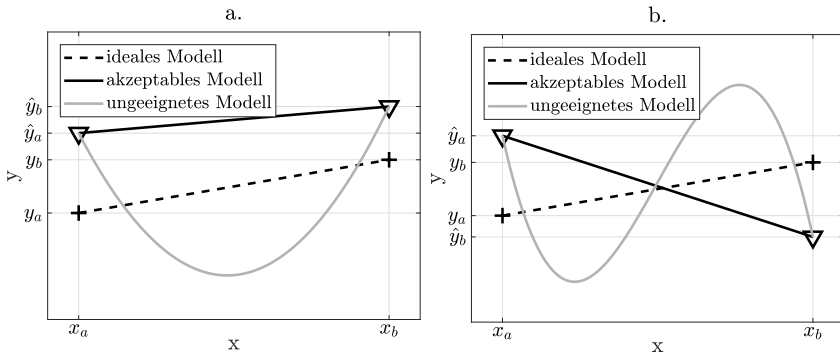 a.
ideales Modell
akzeptables Modell
ungeeignetes Modell
ŷ_b
ŷ_a
y_b
y_a
y
x_a
x_b
x
b.
ideales Modell
akzeptables Modell
ungeeignetes Modell
ŷ_a
y_b
y_a
ŷ_b
y
x_a
x_b
x